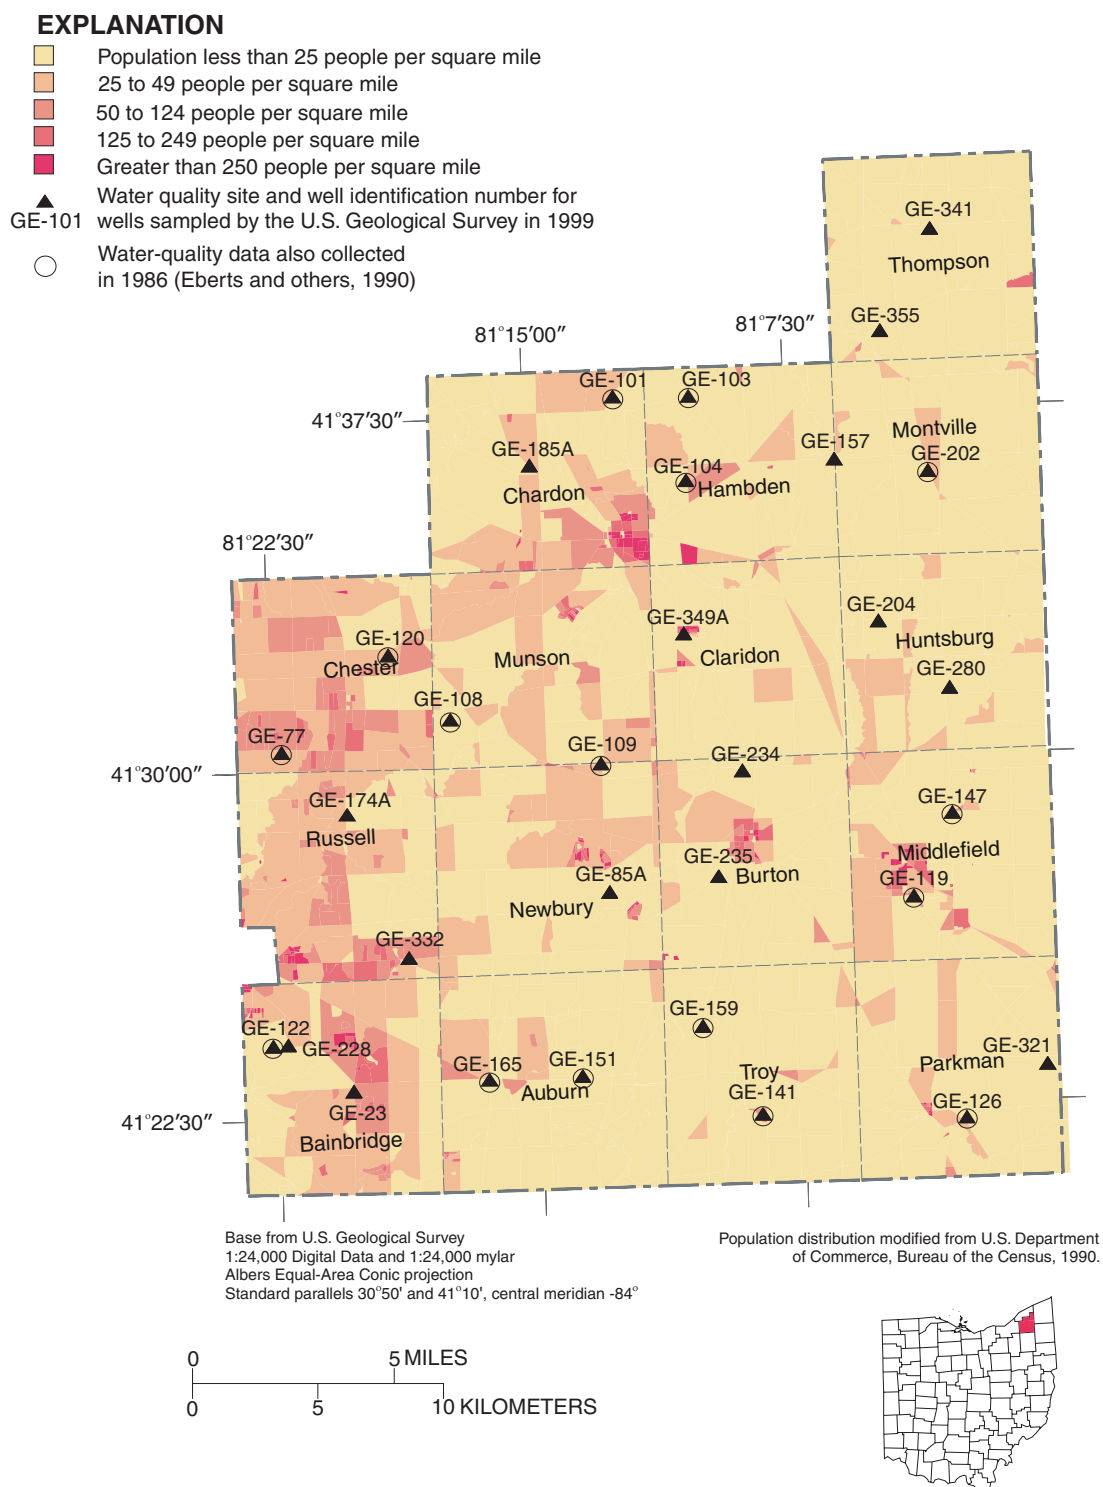 EXPLANATION
Population less than 25 people per square mile
25 to 49 people per square mile
50 to 124 people per square mile
125 to 249 people per square mile
Greater than 250 people per square mile
Water quality site and well identification number for
GE-101 wells sampled by the U.S. Geological Survey in 1999
Water-quality data also collected
in 1986 (Eberts and others, 1990)
GE-341
Thompson
GE-355
81°7′30″
81°15′00″
GE-101
GE-103
41°37′30″
Montville
GE-157
GE-185A
GE-202
GE-104
Chardon
Hambden
81°22′30″
GE-204
GE-349A
GE-120
Huntsburg
Munson
Claridon
Chester
GE-280
GE-108
GE-77
GE-109
GE-234
41°30′00″
GE-174A
GE-147
Russell
Middlefield
GE-235
GE-85A
Burton
GE-119
Newbury
GE-332
GE-159
GE-122
GE-228
GE-321
GE-165
GE-151
Parkman
Troy
Auburn
GE-141
GE-23
GE-126
41°22′30″
Bainbridge
Base from U.S. Geological Survey
1:24,000 Digital Data and 1:24,000 mylar
Albers Equal-Area Conic projection
Standard parallels 30°50' and 41°10', central meridian -84°
Population distribution modified from U.S. Department
of Commerce, Bureau of the Census, 1990.
0 5 MILES
0 5 10 KILOMETERS